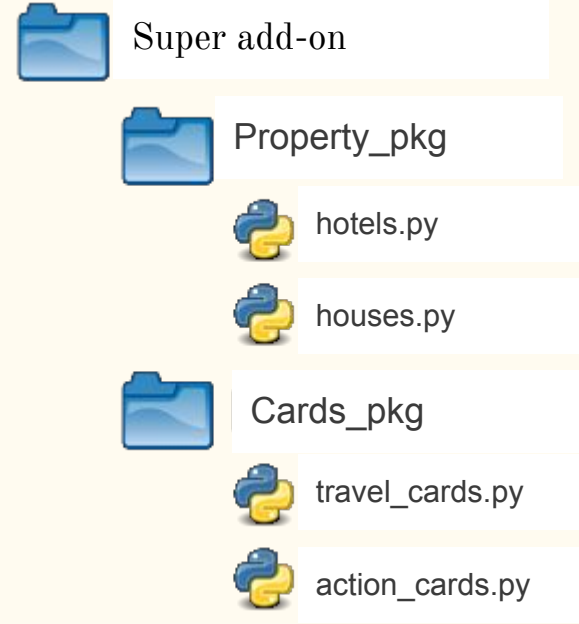 Super add-on
Property_pkg
hotels.py
houses.py
Cards_pkg
travel_cards.py
action_cards.py